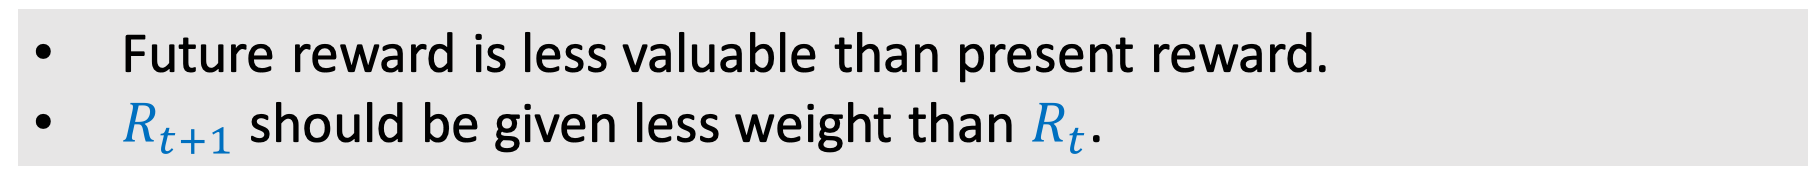 • Future reward is less valuable than present reward.
• R_{t+1} should be given less weight than R_t.